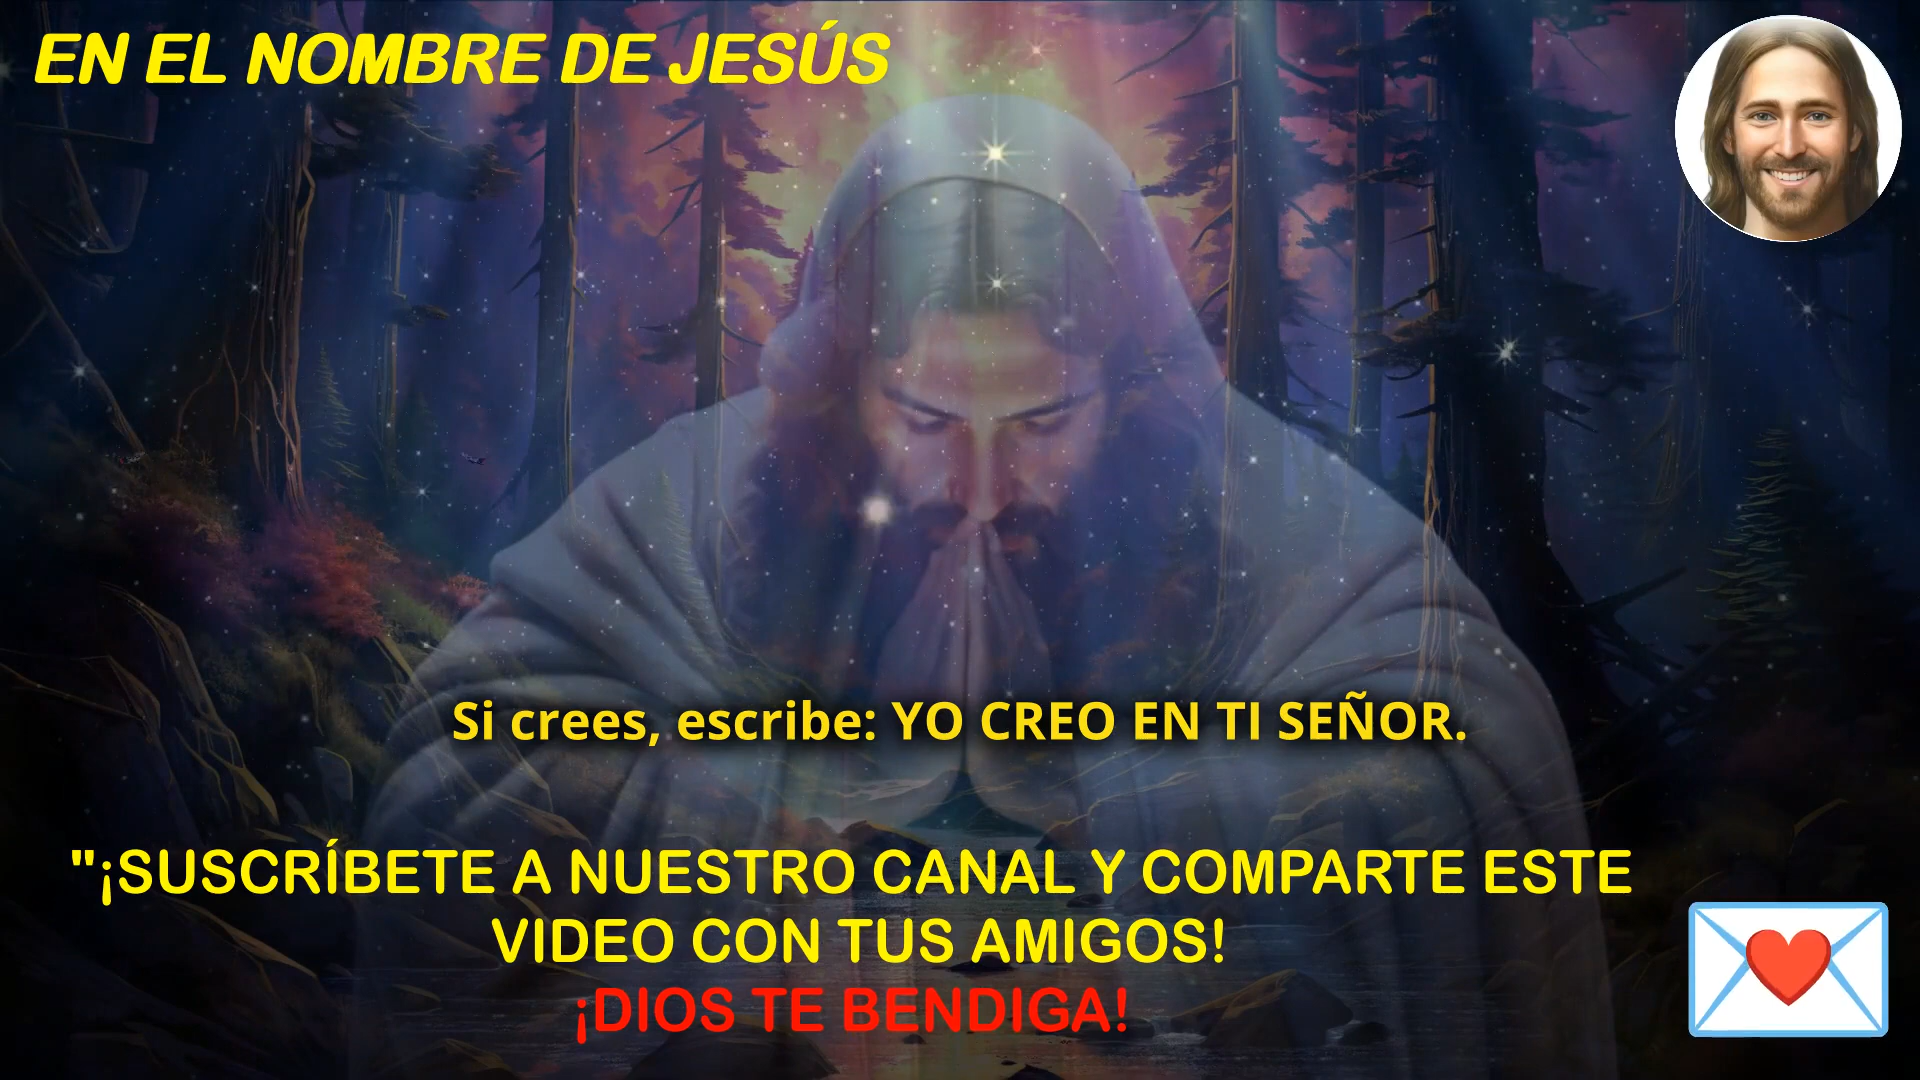 EN EL NOMBRE DE JESÚS
Si crees, escribe: YO CREO EN TI SEÑOR.
"¡SUSCRÍBETE A NUESTRO CANAL Y COMPARTE ESTE
VIDEO CON TUS AMIGOS!
¡DIOS TE BENDIGA!